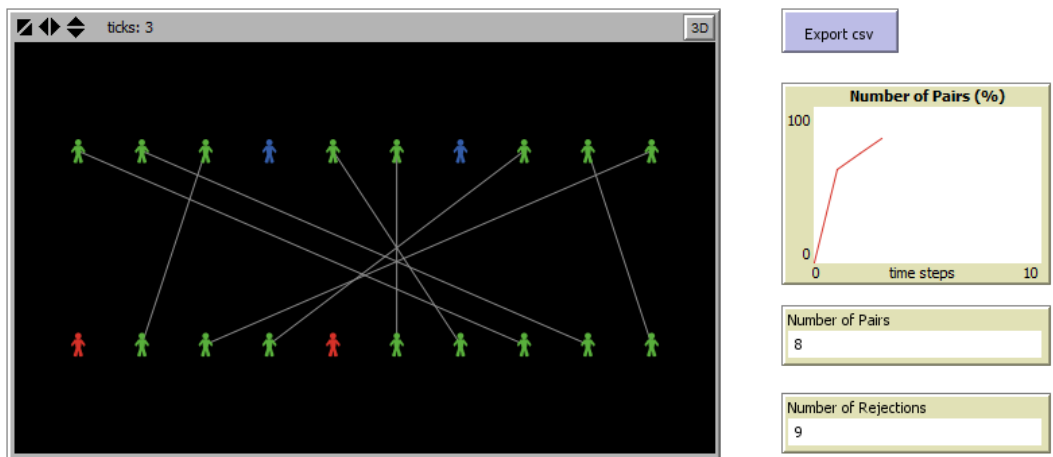 ticks: 3
3D
Export csv
Number of Pairs (%)
100
0
0 time steps 10
Number of Pairs
8
Number of Rejections
9